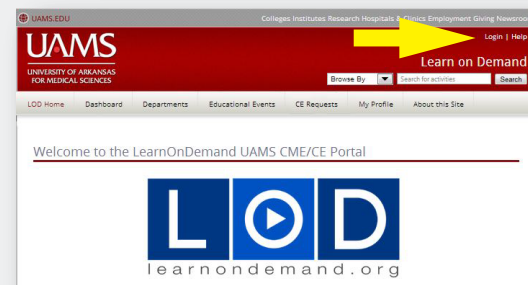 UAMS.EDU
Colleges Institutes Research Hospitals & Clinics Employment Giving Newsroo
UAMS
Login | Help
UNIVERSITY OF ARKANSAS
FOR MEDICAL SCIENCES
Learn on Demand
Browse By
Search for activities
Search
LOD Home Dashboard Departments Educational Events CE Requests My Profile About this Site
Welcome to the LearnOnDemand UAMS CME/CE Portal
LOD
learnondemand.org